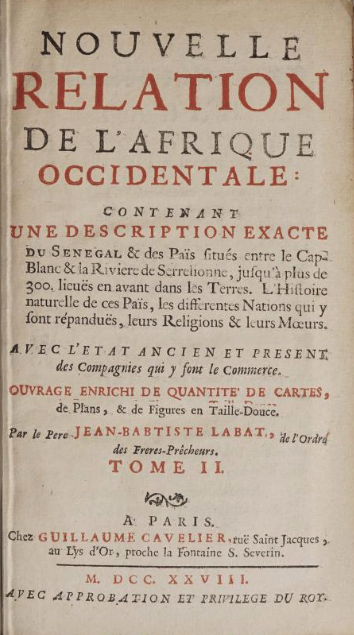 NOUVELLE
RELATION
DE L'AFRIQUE
OCCIDENTALE:
CONTENANT
UNE DESCRIPTION EXACTE
DU SENEGAL & des Païs situés entre le Cap-
Blanc & la Riviere de Serrelionne, jusqu'à plus de
300. lieuës en avant dans les Terres. L'Histoire
naturelle de ces Païs, les differentes Nations qui y
sont répanduës, leurs Religions & leurs Mœurs.
AVEC L'ETAT ANCIEN ET PRESENT
des Compagnies qui y font le Commerce.
OUVRAGE ENRICHI DE QUANTITE' DE CARTES,
de Plans, & de Figures en Taille-Douce.
Par le Pere JEAN-BAPTISTE LABAT, de l'Ordre
des Freres-Prêcheurs.
TOME II.
A PARIS.
Chez GUILLAUME CAVELIER, ruë Saint Jacques,
au Lys d'Or, proche la Fontaine S. Severin.
M. DCC. XXVIII.
AVEC APPROBATION ET PRIVILEGE DU ROY.